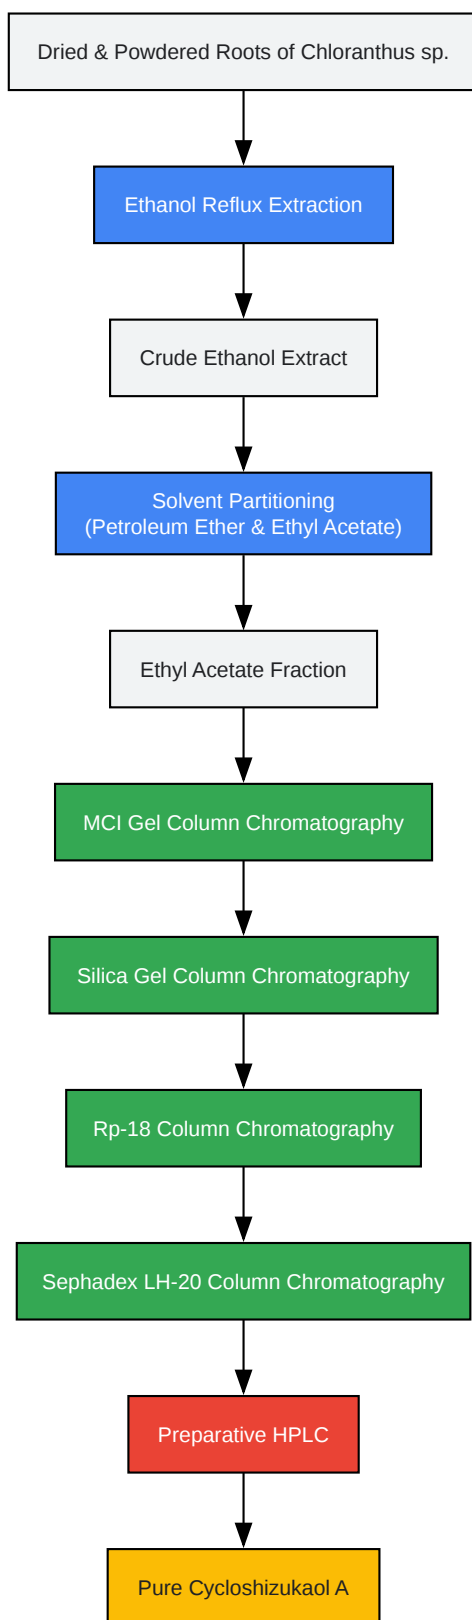 Dried & Powdered Roots of Chloranthus sp.
Ethanol Reflux Extraction
Crude Ethanol Extract
Solvent Partitioning
(Petroleum Ether & Ethyl Acetate)
Ethyl Acetate Fraction
MCI Gel Column Chromatography
Silica Gel Column Chromatography
Rp-18 Column Chromatography
Sephadex LH-20 Column Chromatography
Preparative HPLC
Pure Cycloshizukaol A